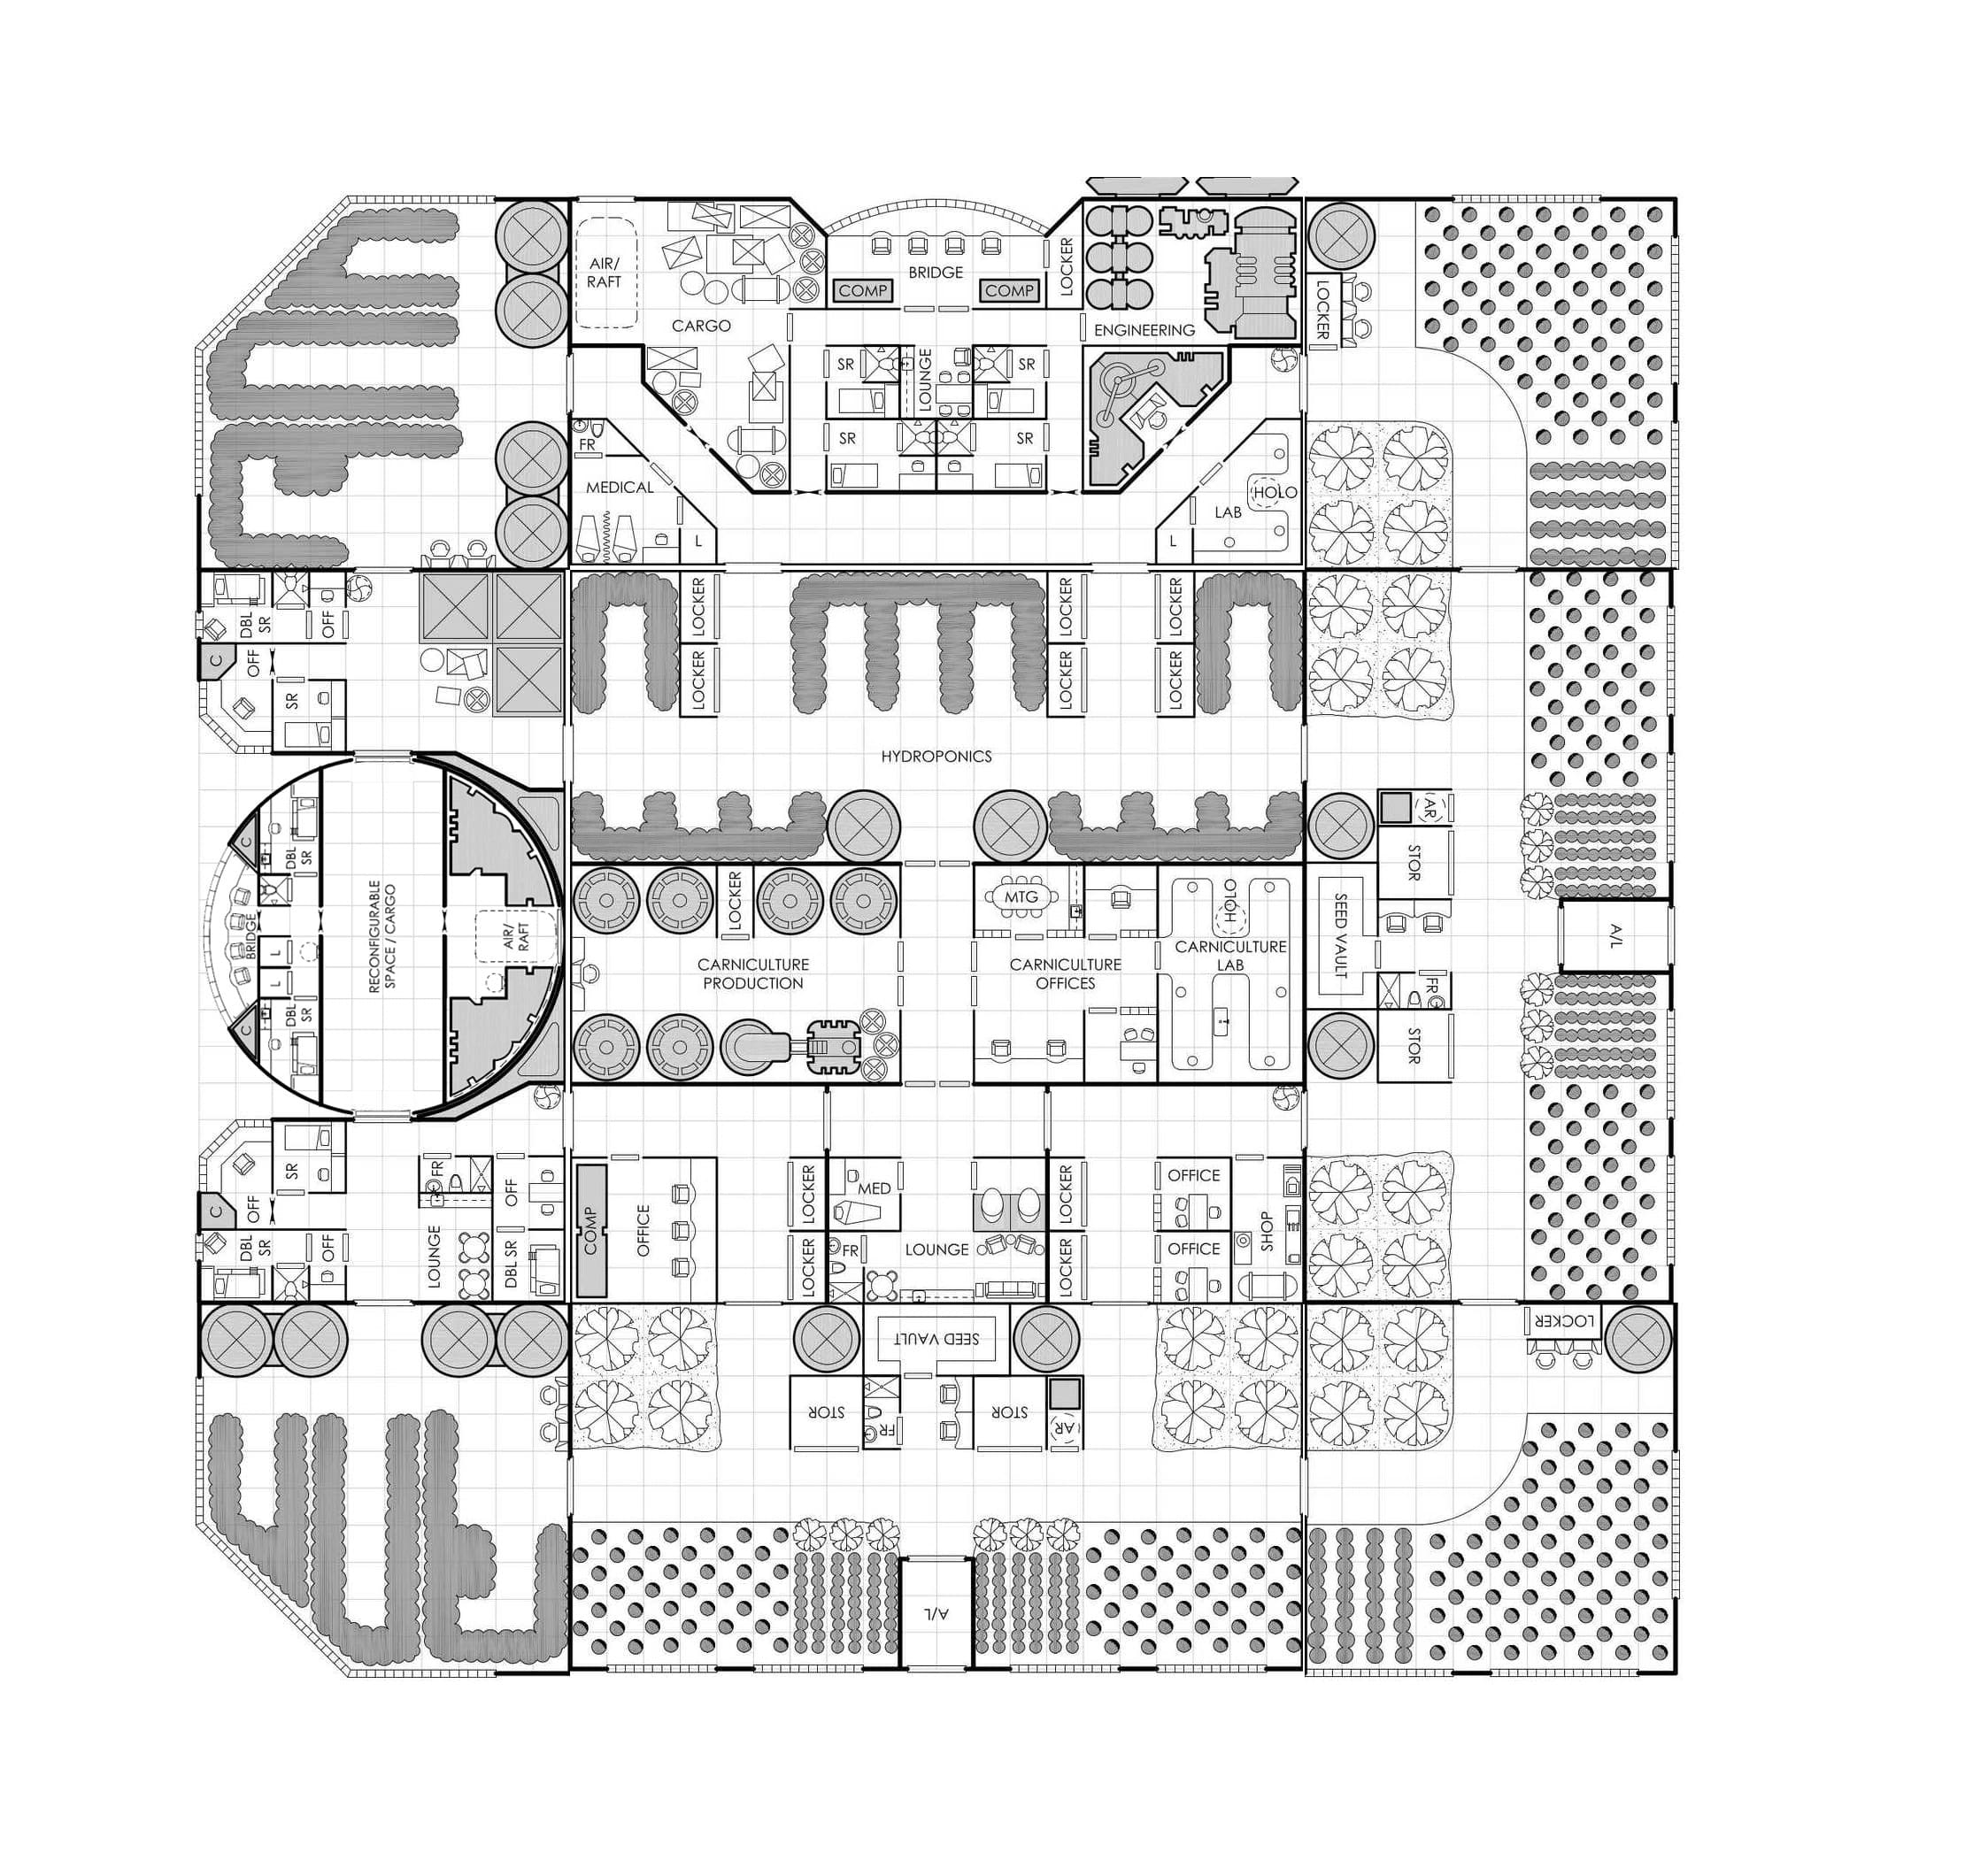 AIR/
RAFT
CARGO
BRIDGE
COMP
COMP
LOCKER
ENGINEERING
LOCKER
SR
LOUNGE
SR
SR
SR
FR
MEDICAL
L
HOLO
LAB
L
DBL
SR
OFF
C
OFF
SR
LOCKER
LOCKER
LOCKER
LOCKER
LOCKER
LOCKER
HYDROPONICS
C
DBL
SR
BRIDGE
L
L
DBL
SR
C
RECONFIGURABLE
SPACE / CARGO
AIR/
RAFT
LOCKER
CARNICULTURE
PRODUCTION
MTG
CARNICULTURE
OFFICES
HOLO
CARNICULTURE
LAB
AR
STOR
SEED VAULT
A/L
FR
STOR
SR
C
OFF
DBL
SR
OFF
FR
LOUNGE
OFF
DBL SR
COMP
OFFICE
LOCKER
LOCKER
MED
FR
LOUNGE
LOCKER
LOCKER
OFFICE
OFFICE
SHOP
SEED VAULT
STOR
FR
STOR
AR
A/L
LOCKER